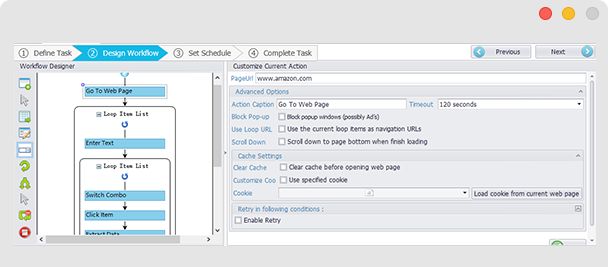 1 Define Task 2 Design Workflow 3 Set Schedule 4 Complete Task Previous Next
Workflow Designer
Go To Web Page
Loop Item List
Enter Text
Loop Item List
Switch Combo
Click Item
Extract Data
Customize Current Action
PageUrl www.amazon.com
Advanced Options
Action Caption Go To Web Page Timeout 120 seconds
Block Pop-up Block popup windows (possibly Ad's)
Use Loop URL Use the current loop items as navigation URLs
Scroll Down Scroll down to page bottom when finish loading
Cache Settings
Clear Cache Clear cache before opening web page
Customize Coo Use specified cookie
Cookie Load cookie from current web page
Retry in following conditions :
Enable Retry